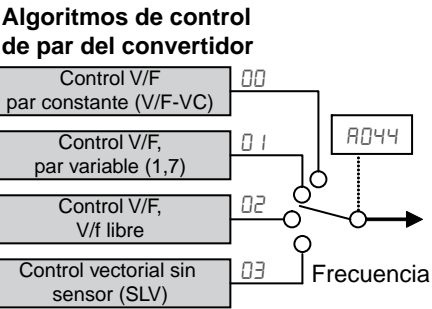 Algoritmos de control
de par del convertidor
Control V/F
par constante (V/F-VC)
00
Control V/F,
par variable (1,7)
01
A044
Control V/F,
V/f libre
02
Control vectorial sin
sensor (SLV)
03
Frecuencia